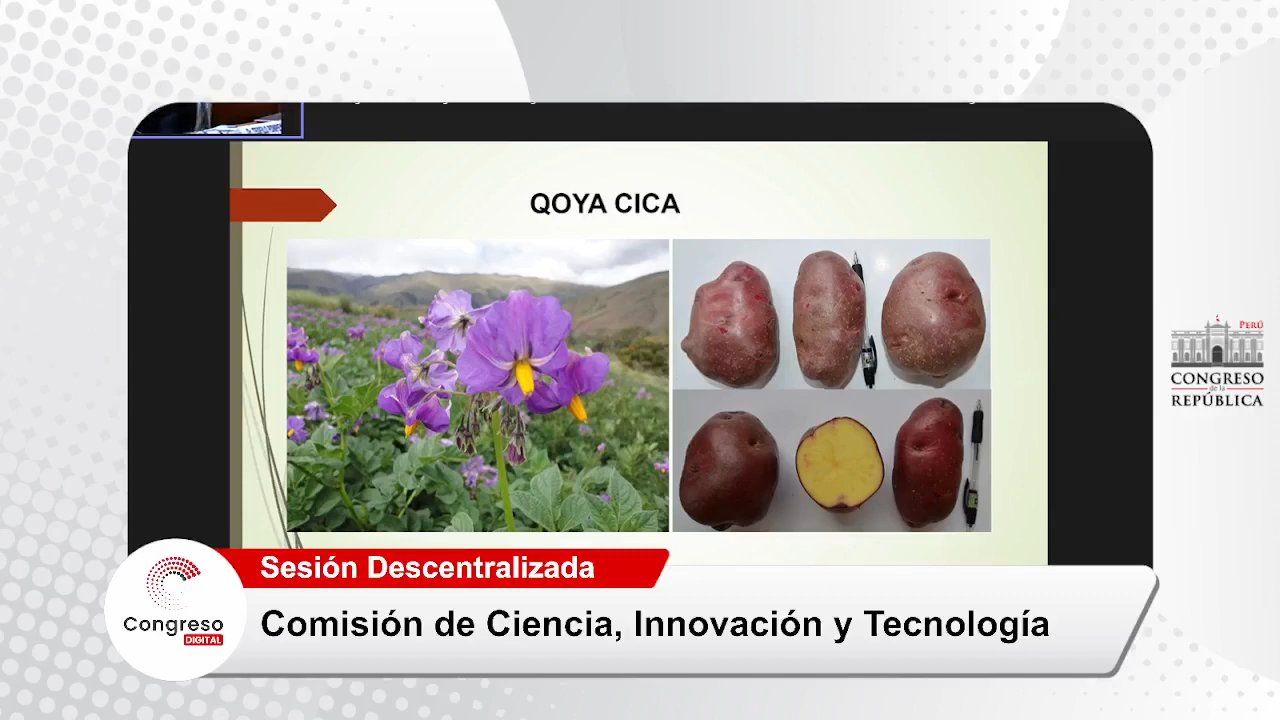 QOYA CICA
PERÚ
CONGRESO
de la
REPÚBLICA
Sesión Descentralizada
Congreso
DIGITAL
Comisión de Ciencia, Innovación y Tecnología